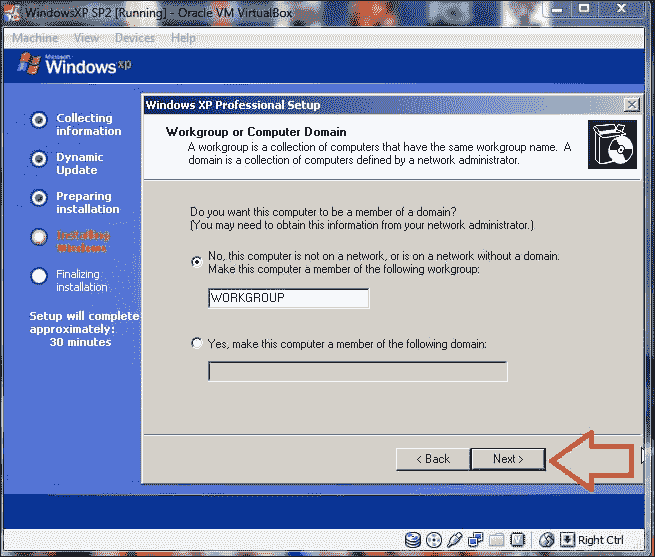 WindowsXP SP2 [Running] - Oracle VM VirtualBox
Machine View Devices Help
Microsoft
Windows xp
Collecting
information
Dynamic
Update
Preparing
installation
Installing
Windows
Finalizing
installation
Setup will complete
approximately:
30 minutes
Windows XP Professional Setup
Workgroup or Computer Domain
A workgroup is a collection of computers that have the same workgroup name. A
domain is a collection of computers defined by a network administrator.
Do you want this computer to be a member of a domain?
(You may need to obtain this information from your network administrator.)
No, this computer is not on a network, or is on a network without a domain.
Make this computer a member of the following workgroup:
WORKGROUP
Yes, make this computer a member of the following domain:
< Back Next >
Right Ctrl